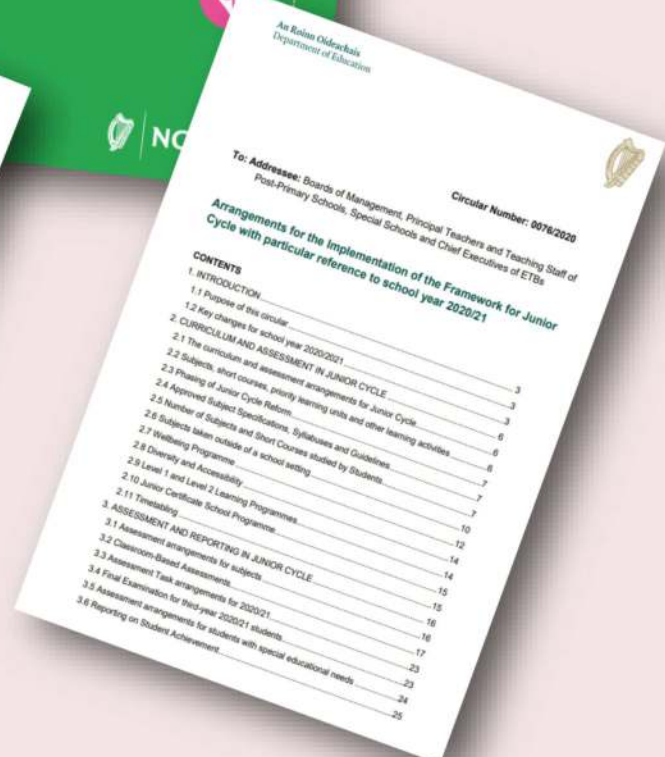 NC
An Roinn Oideachais
Department of Education
Circular Number: 0076/2020
To: Addressee: Boards of Management, Principal Teachers and Teaching Staff of
Post-Primary Schools, Special Schools and Chief Executives of ETBs
Arrangements for the Implementation of the Framework for Junior
Cycle with particular reference to school year 2020/21
CONTENTS
1. INTRODUCTION 3
1.1 Purpose of this circular 3
1.2 Key changes for school year 2020/2021 3
2. CURRICULUM AND ASSESSMENT IN JUNIOR CYCLE 6
2.1 The curriculum and assessment arrangements for Junior Cycle 6
2.2 Subjects, short courses, priority learning units and other learning activities 6
2.3 Phasing of Junior Cycle Reform 7
2.4 Approved Subject Specifications, Syllabuses and Guidelines 7
2.5 Number of Subjects and Short Courses studied by Students 7
2.6 Subjects taken outside of a school setting 10
2.7 Wellbeing Programme 12
2.8 Diversity and Accessibility 14
2.9 Level 1 and Level 2 Learning Programmes 14
2.10 Junior Certificate School Programme 15
2.11 Timetabling 15
3. ASSESSMENT AND REPORTING IN JUNIOR CYCLE 16
3.1 Assessment arrangements for subjects 16
3.2 Classroom-Based Assessments 17
3.3 Assessment Task arrangements for 2020/21 23
3.4 Final Examination for third-year 2020/21 students 23
3.5 Assessment arrangements for students with special educational needs 24
3.6 Reporting on Student Achievement 25